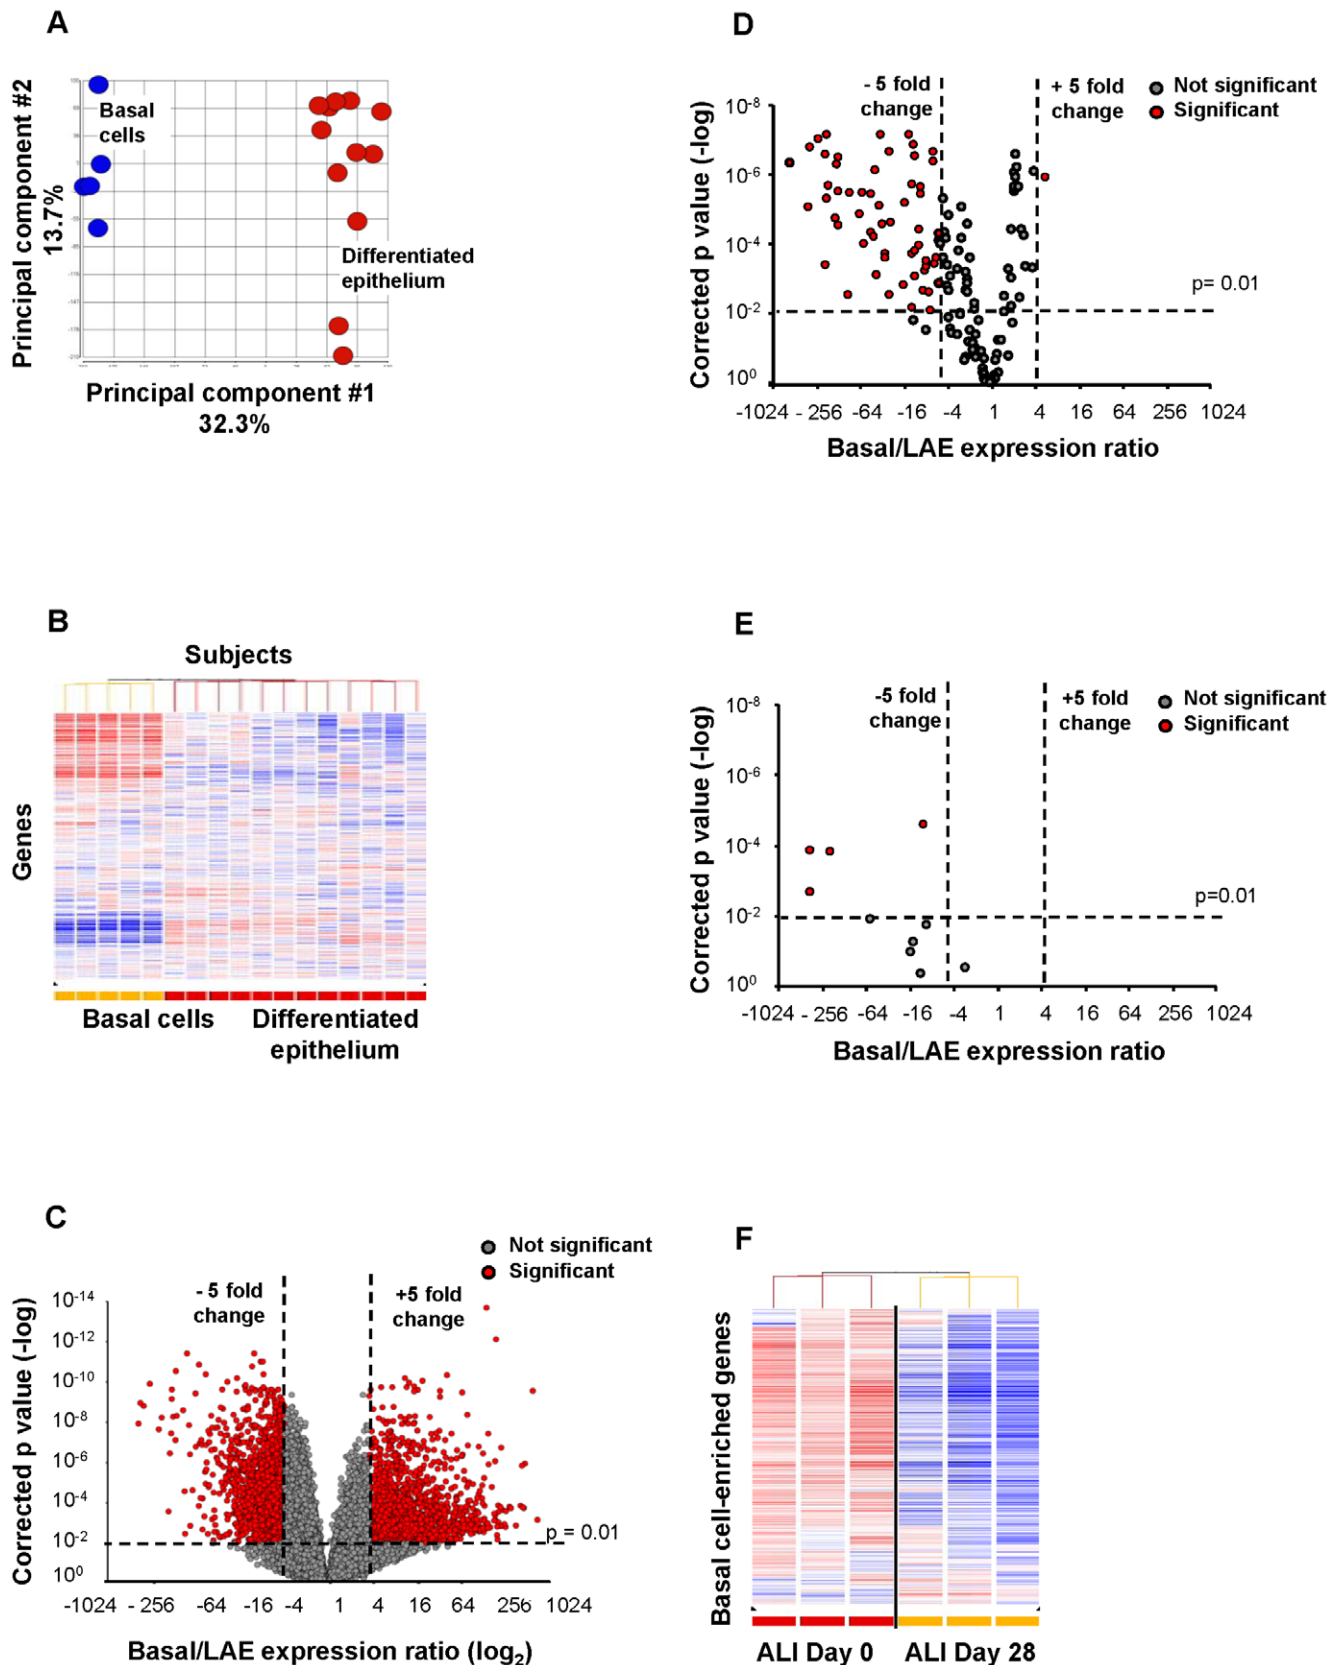 A
Principal component #2
13.7%
Basal
cells
Differentiated
epithelium
Principal component #1
32.3%
B
Subjects
Genes
Basal cells
Differentiated
epithelium
C
Not significant
Significant
- 5 fold
change
+5 fold
change
Corrected p value (-log)
10-14
10-12
10-10
10-8
10-6
10-4
10-2
100
p = 0.01
-1024 - 256 -64 -16 -4 1 4 16 64 256 1024
Basal/LAE expression ratio (log2)
D
- 5 fold
change
+ 5 fold
change
Not significant
Significant
Corrected p value (-log)
10-8
10-6
10-4
10-2
100
p= 0.01
-1024 - 256 -64 -16 -4 1 4 16 64 256 1024
Basal/LAE expression ratio
E
-5 fold
change
+5 fold
change
Not significant
Significant
Corrected p value (-log)
10-8
10-6
10-4
10-2
100
p=0.01
-1024 - 256 -64 -16 -4 1 4 16 64 256 1024
Basal/LAE expression ratio
F
Basal cell-enriched genes
ALI Day 0
ALI Day 28